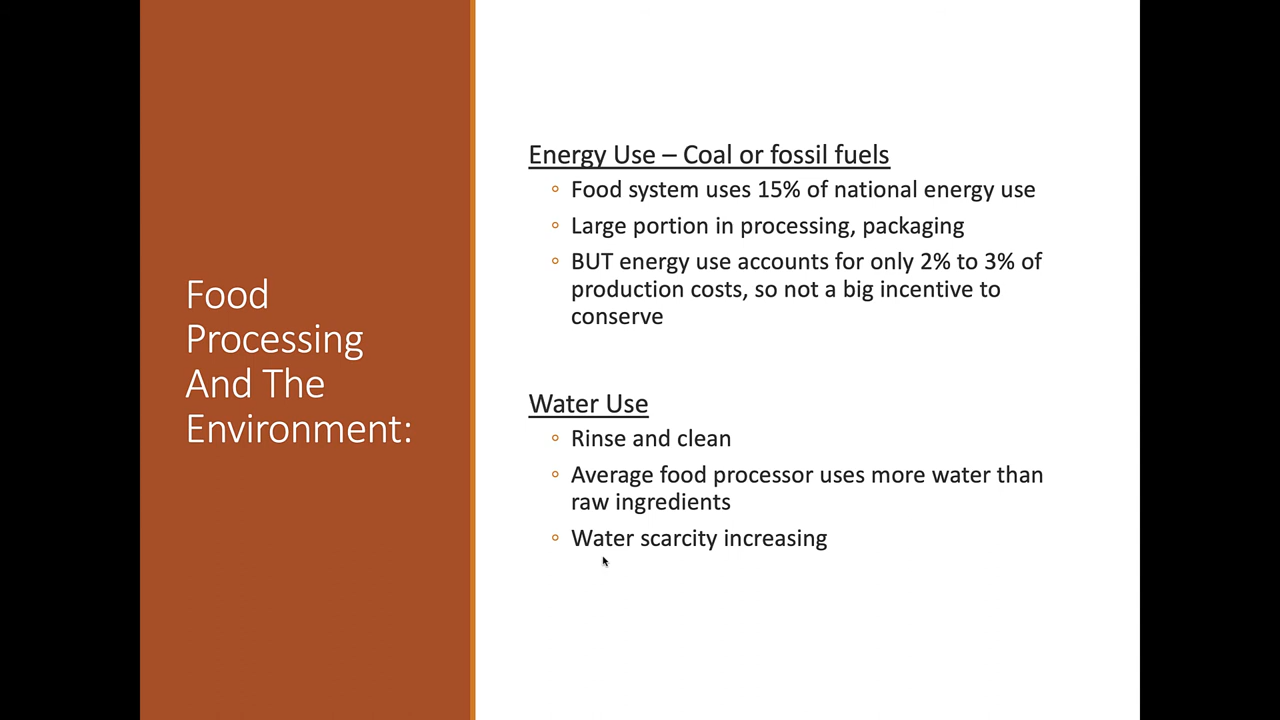 Food
Processing
And The
Environment:
Energy Use – Coal or fossil fuels
Food system uses 15% of national energy use
Large portion in processing, packaging
BUT energy use accounts for only 2% to 3% of
production costs, so not a big incentive to
conserve
Water Use
Rinse and clean
Average food processor uses more water than
raw ingredients
Water scarcity increasing